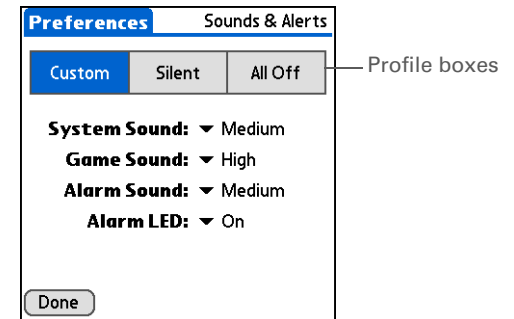 Preferences Sounds & Alerts
Custom Silent All Off
Profile boxes
System Sound: Medium
Game Sound: High
Alarm Sound: Medium
Alarm LED: On
Done